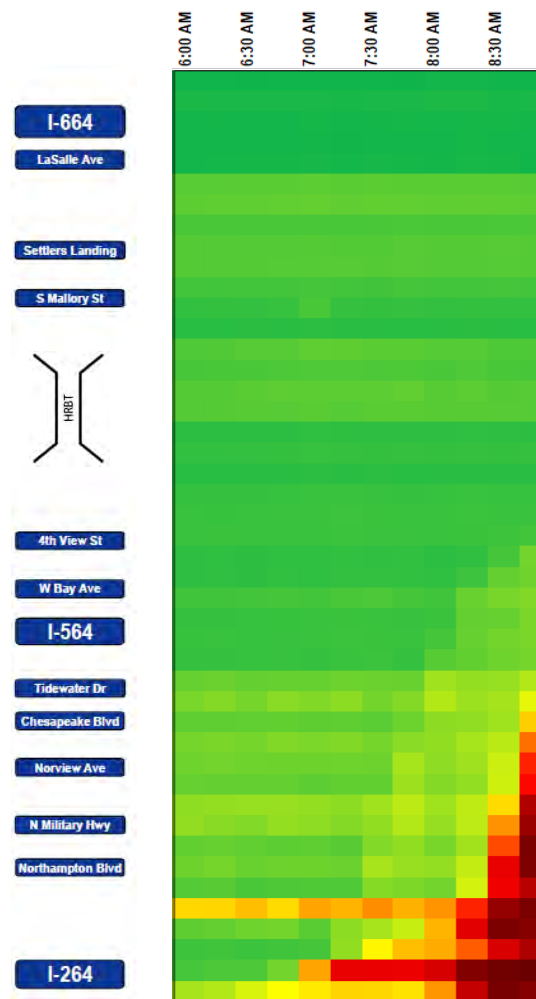 6:00 AM
6:30 AM
7:00 AM
7:30 AM
8:00 AM
8:30 AM
I-664
LaSalle Ave
Settlers Landing
S Mallory St
HRBT
4th View St
W Bay Ave
I-564
Tidewater Dr
Chesapeake Blvd
Norview Ave
N Military Hwy
Northampton Blvd
I-264